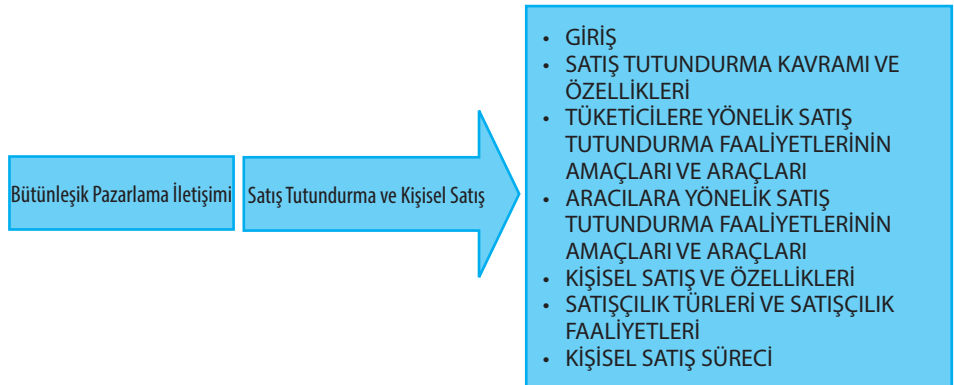 Bütünleşik Pazarlama İletişimi
Satış Tutundurma ve Kişisel Satış
• GİRİŞ
• SATIŞ TUTUNDURMA KAVRAMI VE
ÖZELLİKLERİ
• TÜKETİCİLERE YÖNELİK SATIŞ
TUTUNDURMA FAALİYETLERİNİN
AMAÇLARI VE ARAÇLARI
• ARACILARA YÖNELİK SATIŞ
TUTUNDURMA FAALİYETLERİNİN
AMAÇLARI VE ARAÇLARI
• KİŞİSEL SATIŞ VE ÖZELLİKLERİ
• SATIŞÇILIK TÜRLERİ VE SATIŞÇILIK
FAALİYETLERİ
• KİŞİSEL SATIŞ SÜRECİ